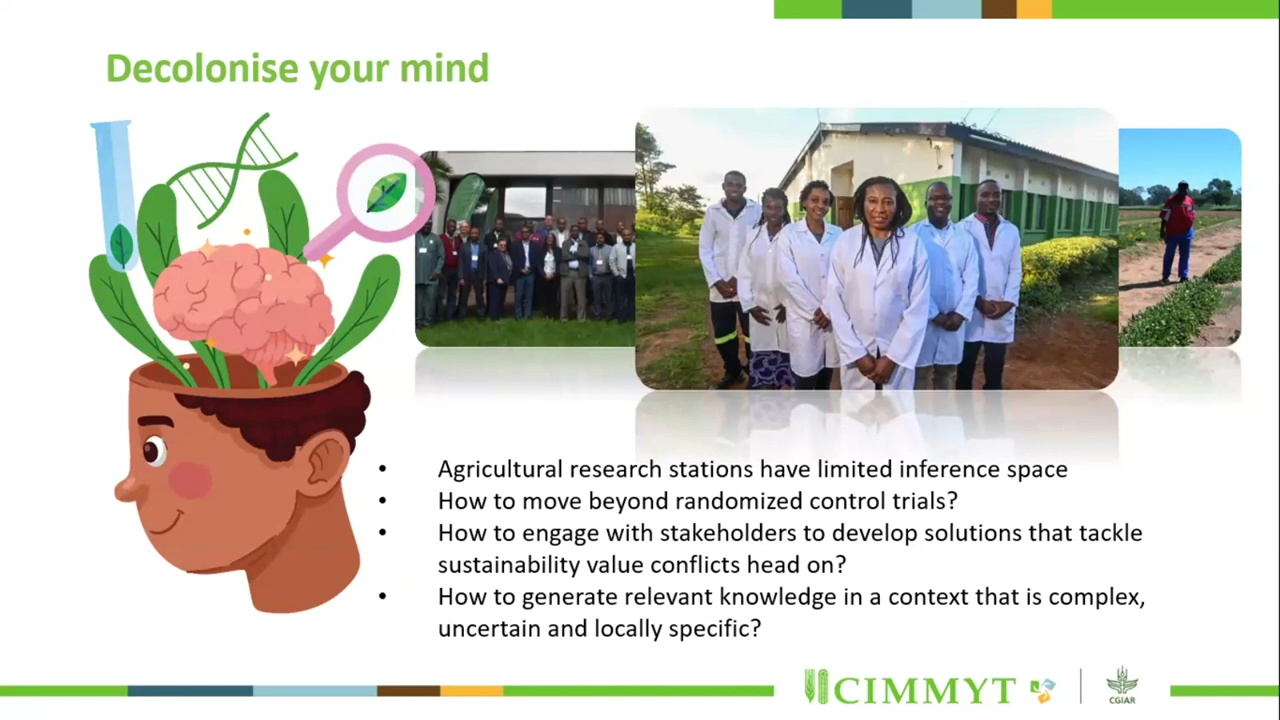 Decolonise your mind
• Agricultural research stations have limited inference space
• How to move beyond randomized control trials?
• How to engage with stakeholders to develop solutions that tackle
sustainability value conflicts head on?
• How to generate relevant knowledge in a context that is complex,
uncertain and locally specific?
CIMMYT
CGIAR